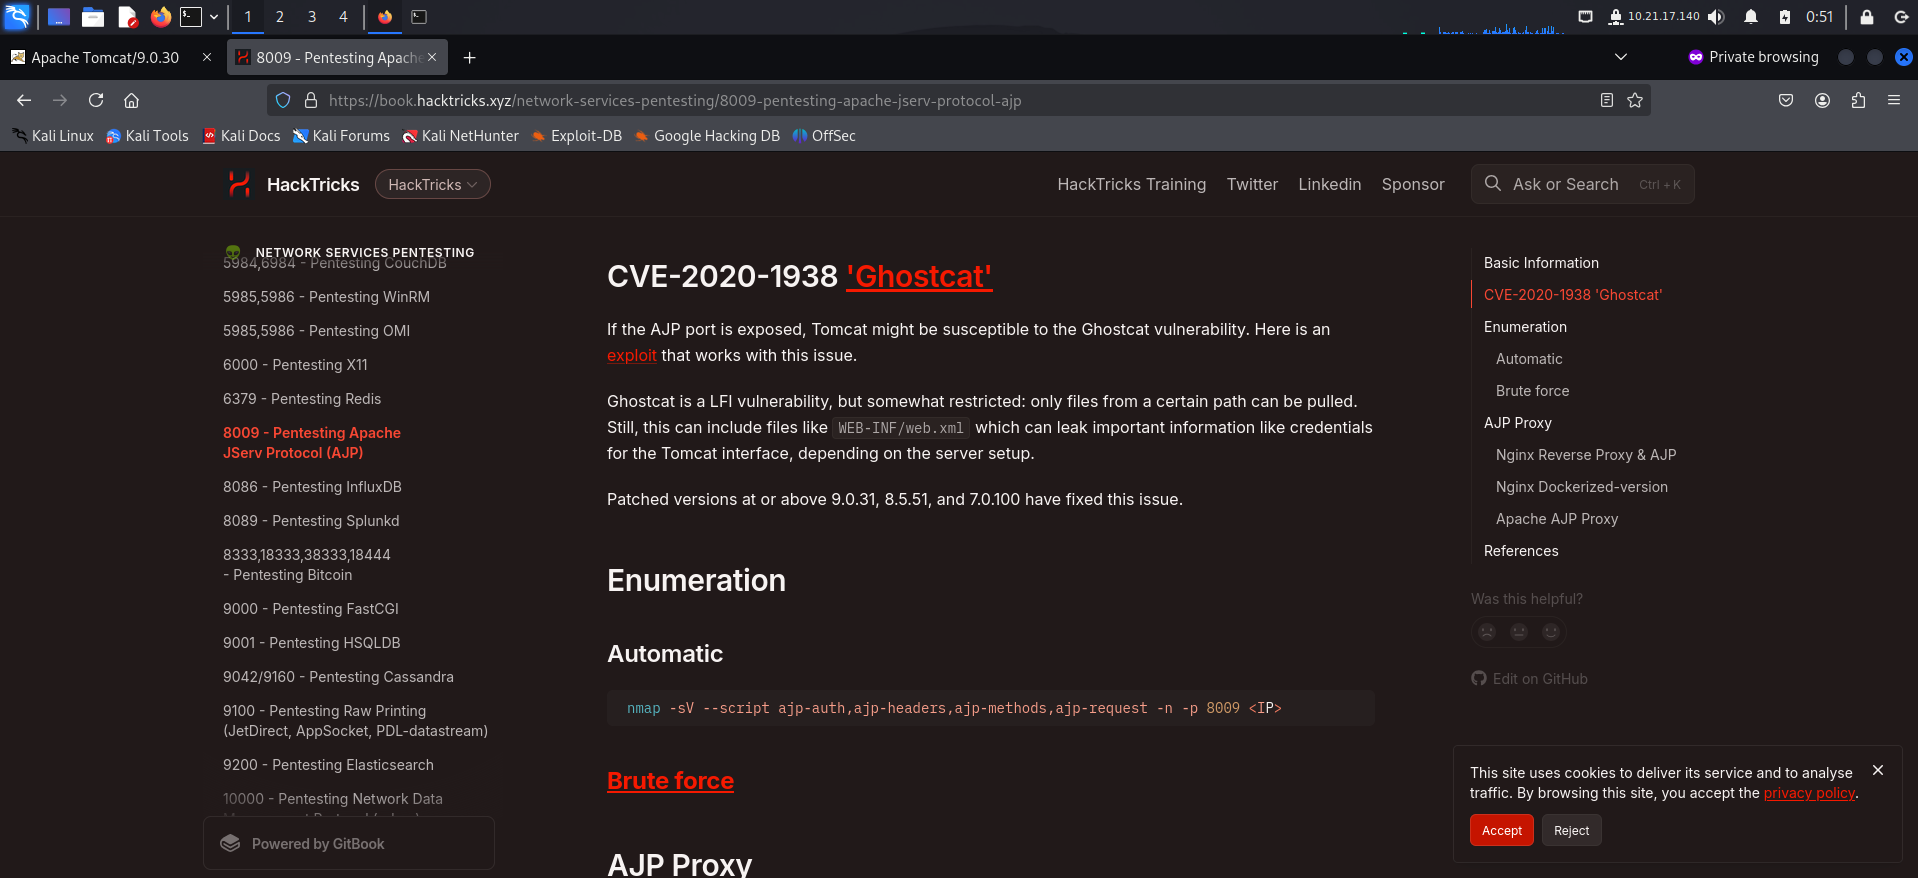 1 2 3 4
10.21.17.140
0:51
Apache Tomcat/9.0.30
8009 - Pentesting Apache
Private browsing
https://book.hacktricks.xyz/network-services-pentesting/8009-pentesting-apache-jserv-protocol-ajp
Kali Linux Kali Tools Kali Docs Kali Forums Kali NetHunter Exploit-DB Google Hacking DB OffSec
HackTricks
HackTricks
HackTricks Training Twitter Linkedin Sponsor
Ask or Search Ctrl + K
NETWORK SERVICES PENTESTING
5984,6984 - Pentesting CouchDB
5985,5986 - Pentesting WinRM
5985,5986 - Pentesting OMI
6000 - Pentesting X11
6379 - Pentesting Redis
8009 - Pentesting Apache
JServ Protocol (AJP)
8086 - Pentesting InfluxDB
8089 - Pentesting Splunkd
8333,18333,38333,18444
- Pentesting Bitcoin
9000 - Pentesting FastCGI
9001 - Pentesting HSQLDB
9042/9160 - Pentesting Cassandra
9100 - Pentesting Raw Printing
(JetDirect, AppSocket, PDL-datastream)
9200 - Pentesting Elasticsearch
10000 - Pentesting Network Data
Powered by GitBook
CVE-2020-1938 'Ghostcat'
If the AJP port is exposed, Tomcat might be susceptible to the Ghostcat vulnerability. Here is an
exploit that works with this issue.
Ghostcat is a LFI vulnerability, but somewhat restricted: only files from a certain path can be pulled.
Still, this can include files like WEB-INF/web.xml which can leak important information like credentials
for the Tomcat interface, depending on the server setup.
Patched versions at or above 9.0.31, 8.5.51, and 7.0.100 have fixed this issue.
Enumeration
Automatic
nmap -sV --script ajp-auth,ajp-headers,ajp-methods,ajp-request -n -p 8009 <IP>
Brute force
AJP Proxy
Basic Information
CVE-2020-1938 'Ghostcat'
Enumeration
Automatic
Brute force
AJP Proxy
Nginx Reverse Proxy & AJP
Nginx Dockerized-version
Apache AJP Proxy
References
Was this helpful?
Edit on GitHub
This site uses cookies to deliver its service and to analyse
traffic. By browsing this site, you accept the privacy policy.
Accept Reject